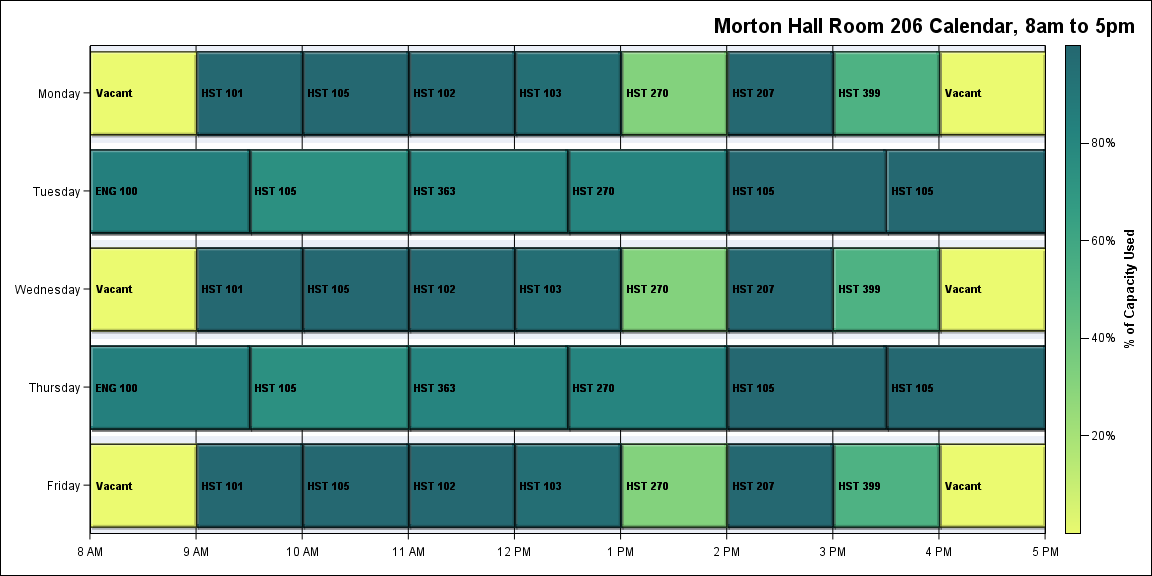 Morton Hall Room 206 Calendar, 8am to 5pm
Monday
Vacant
HST 101
HST 105
HST 102
HST 103
HST 270
HST 207
HST 399
Vacant
Tuesday
ENG 100
HST 105
HST 363
HST 270
HST 105
HST 105
Wednesday
Vacant
HST 101
HST 105
HST 102
HST 103
HST 270
HST 207
HST 399
Vacant
Thursday
ENG 100
HST 105
HST 363
HST 270
HST 105
HST 105
Friday
Vacant
HST 101
HST 105
HST 102
HST 103
HST 270
HST 207
HST 399
Vacant
8 AM
9 AM
10 AM
11 AM
12 PM
1 PM
2 PM
3 PM
4 PM
5 PM
80%
60%
40%
20%
% of Capacity Used